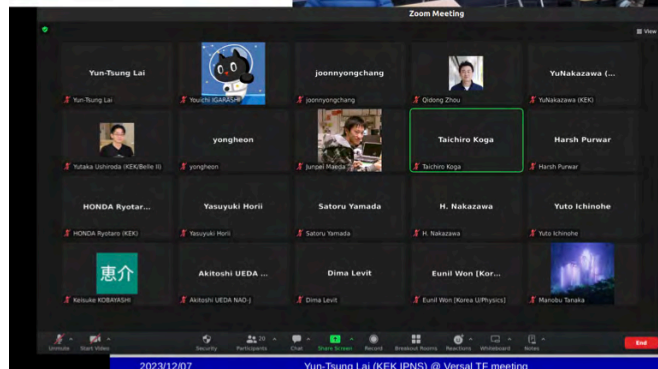 Zoom Meeting
View
Yun-Tsung Lai
joonnyongchang
YuNakazawa (...
Yun-Tsung Lai
Youichi IGARASHI
joonnyongchang
Qidong Zhou
YuNakazawa (KEK)
yongheon
Taichiro Koga
Harsh Purwar
Yutaka Ushiroda (KEK/Belle II)
yongheon
Junpei Maeda
Taichiro Koga
Harsh Purwar
HONDA Ryotar...
Yasuyuki Horii
Satoru Yamada
H. Nakazawa
Yuto Ichinohe
HONDA Ryotaro (KEK)
Yasuyuki Horii
Satoru Yamada
H. Nakazawa
Yuto Ichinohe
恵介
Akitoshi UEDA ...
Dima Levit
Eunil Won [Kor...
Keisuke KOBAYASHI
Akitoshi UEDA NAO-J
Dima Levit
Eunil Won [Korea U/Physics]
Manobu Tanaka
Unmute
Start Video
Security
Participents
20
Chat
Share Screen
Record
Breakout Rooms
Reactions
Whiteboard
Notes
End
2023/12/07
Yun-Tsung Lai (KEK IPNS) @ Versal TF meeting